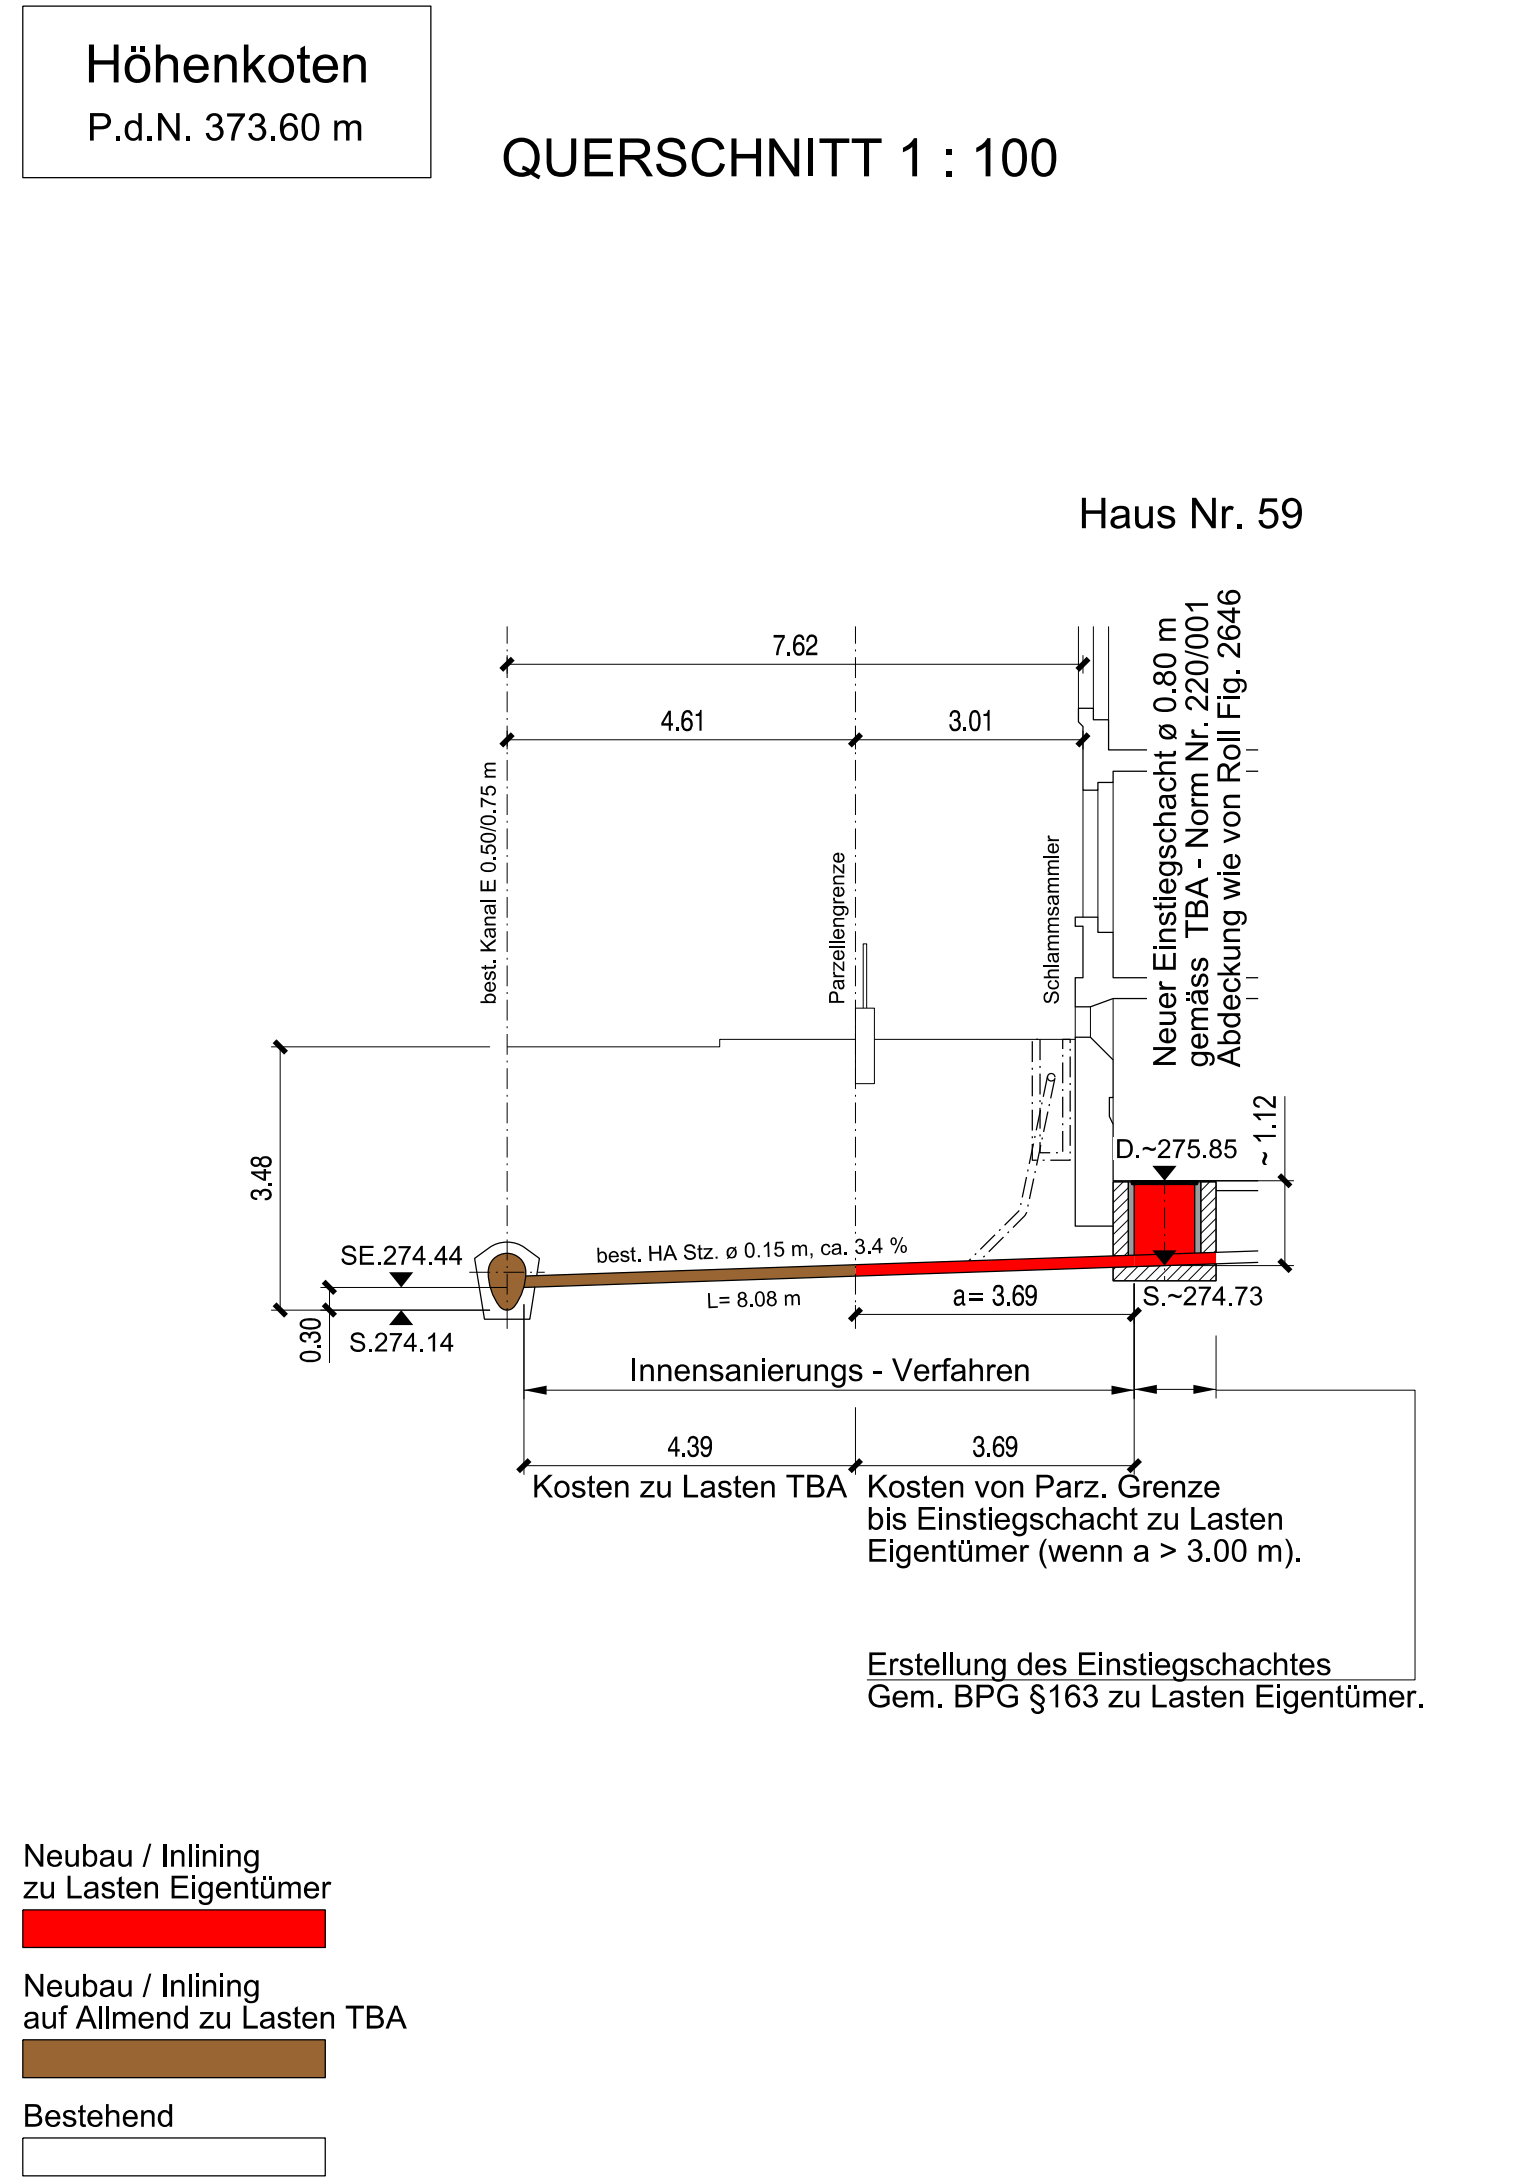 Höhenkoten
P.d.N. 373.60 m
QUERSCHNITT 1 : 100
Haus Nr. 59
7.62
4.61
3.01
best. Kanal E 0.50/0.75 m
Parzellengrenze
Schlammsammler
Neuer Einstiegschacht ø 0.80 m
gemäss TBA - Norm Nr. 220/001
Abdeckung wie von Roll Fig. 2646
3.48
D.~275.85
~ 1.12
SE.274.44
best. HA Stz. ø 0.15 m, ca. 3.4 %
L= 8.08 m
a= 3.69
S.~274.73
0.30
S.274.14
Innensanierungs - Verfahren
4.39
3.69
Kosten zu Lasten TBA
Kosten von Parz. Grenze
bis Einstiegschacht zu Lasten
Eigentümer (wenn a > 3.00 m).
Erstellung des Einstiegschachtes
Gem. BPG §163 zu Lasten Eigentümer.
Neubau / Inlining
zu Lasten Eigentümer
Neubau / Inlining
auf Allmend zu Lasten TBA
Bestehend